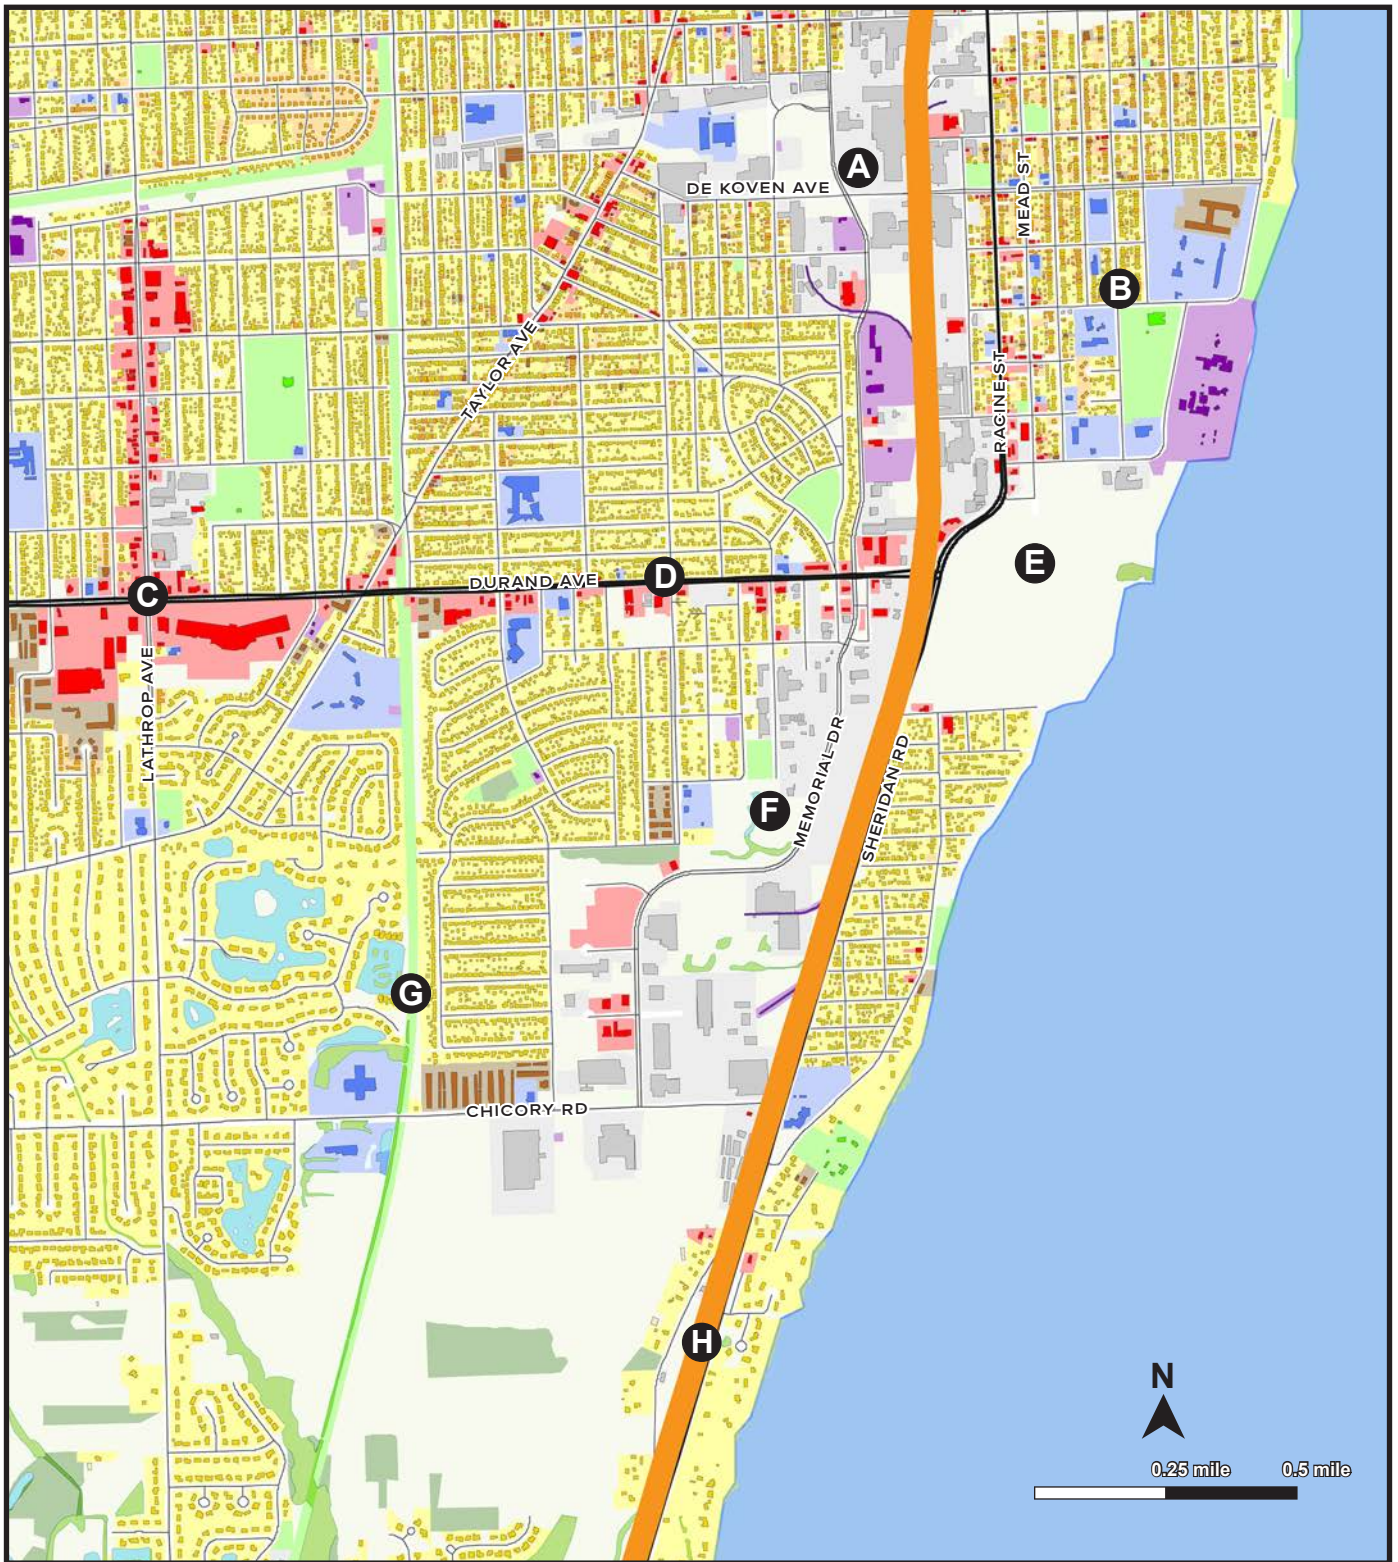 A
DE KOVEN AVE
MEAD ST
B
TAYLOR AVE
RACINE ST
E
D
DURAND AVE
C
LATHROP AVE
MEMORIAL DR
SHERIDAN RD
F
G
CHICORY RD
H
N
0.25 mile 0.5 mile